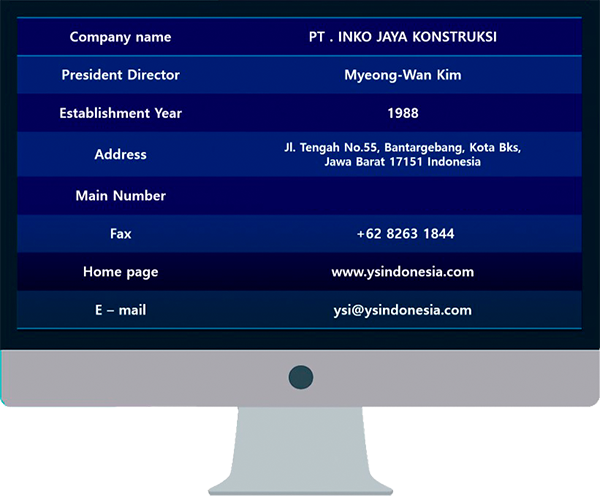 Company name PT . INKO JAYA KONSTRUKSI
President Director Myeong-Wan Kim
Establishment Year 1988
Address Jl. Tengah No.55, Bantargebang, Kota Bks,
Jawa Barat 17151 Indonesia
Main Number
Fax +62 8263 1844
Home page www.ysindonesia.com
E – mail ysi@ysindonesia.com